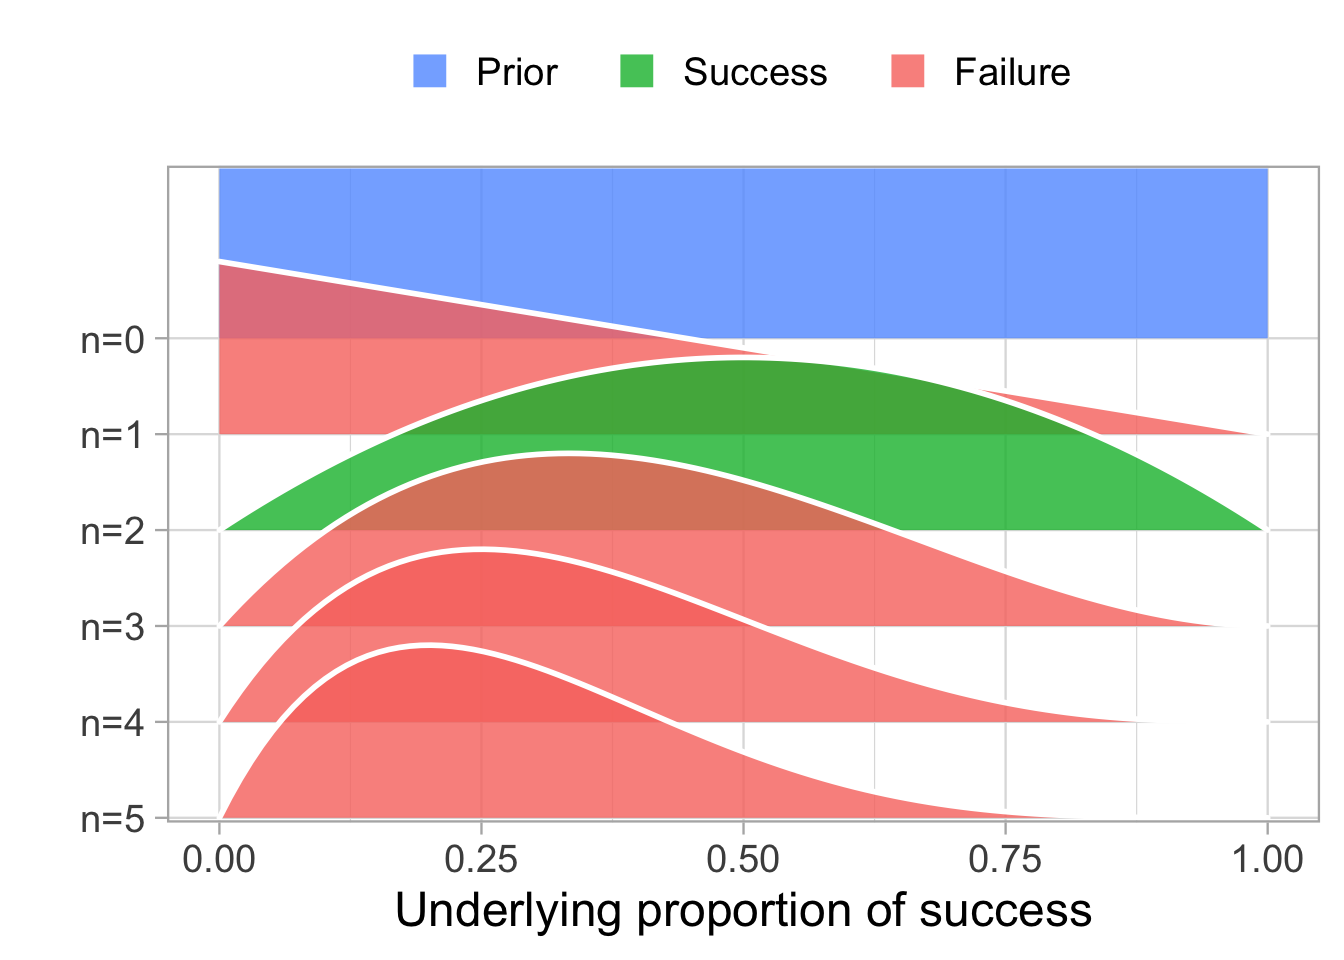 Prior Success Failure
n=0
n=1
n=2
n=3
n=4
n=5
0.00 0.25 0.50 0.75 1.00
Underlying proportion of success